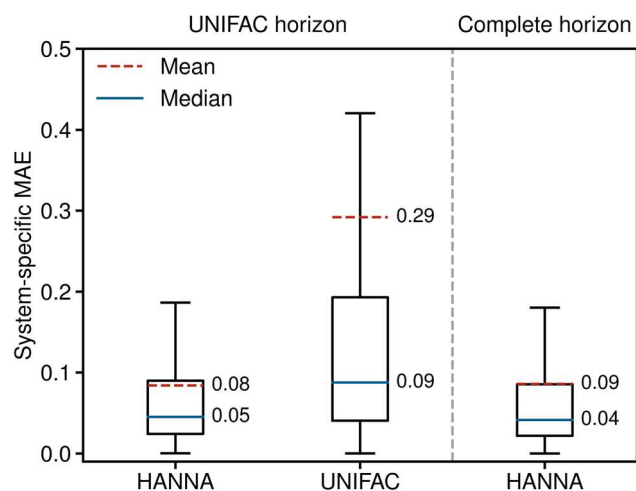 UNIFAC horizon
Complete horizon
0.5
Mean
Median
0.4
0.3
0.2
0.1
0.0
System-specific MAE
0.08
0.05
0.29
0.09
0.09
0.04
HANNA
UNIFAC
HANNA